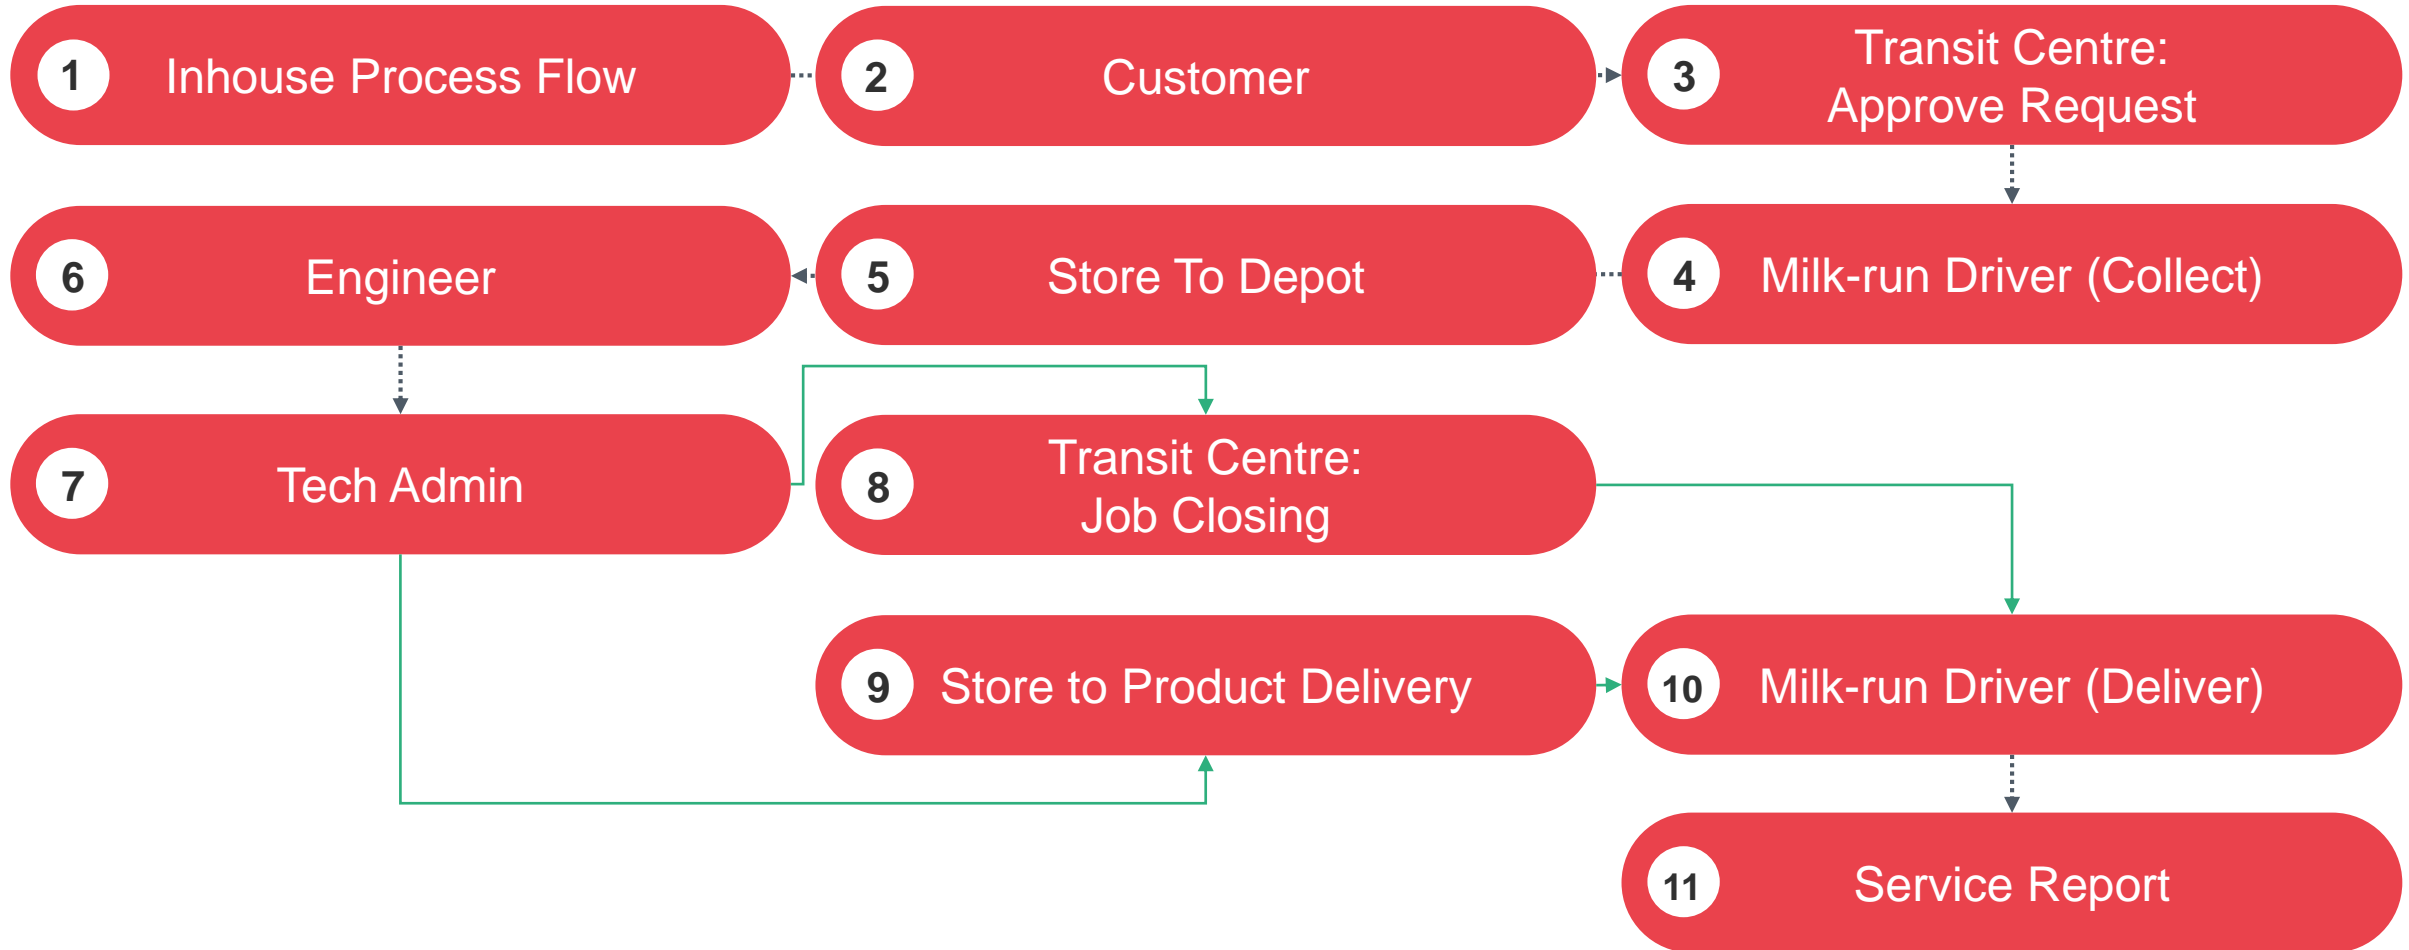 1
Inhouse Process Flow
2
Customer
3
Transit Centre:
Approve Request
4
Milk-run Driver (Collect)
5
Store To Depot
6
Engineer
7
Tech Admin
8
Transit Centre:
Job Closing
9
Store to Product Delivery
10
Milk-run Driver (Deliver)
11
Service Report